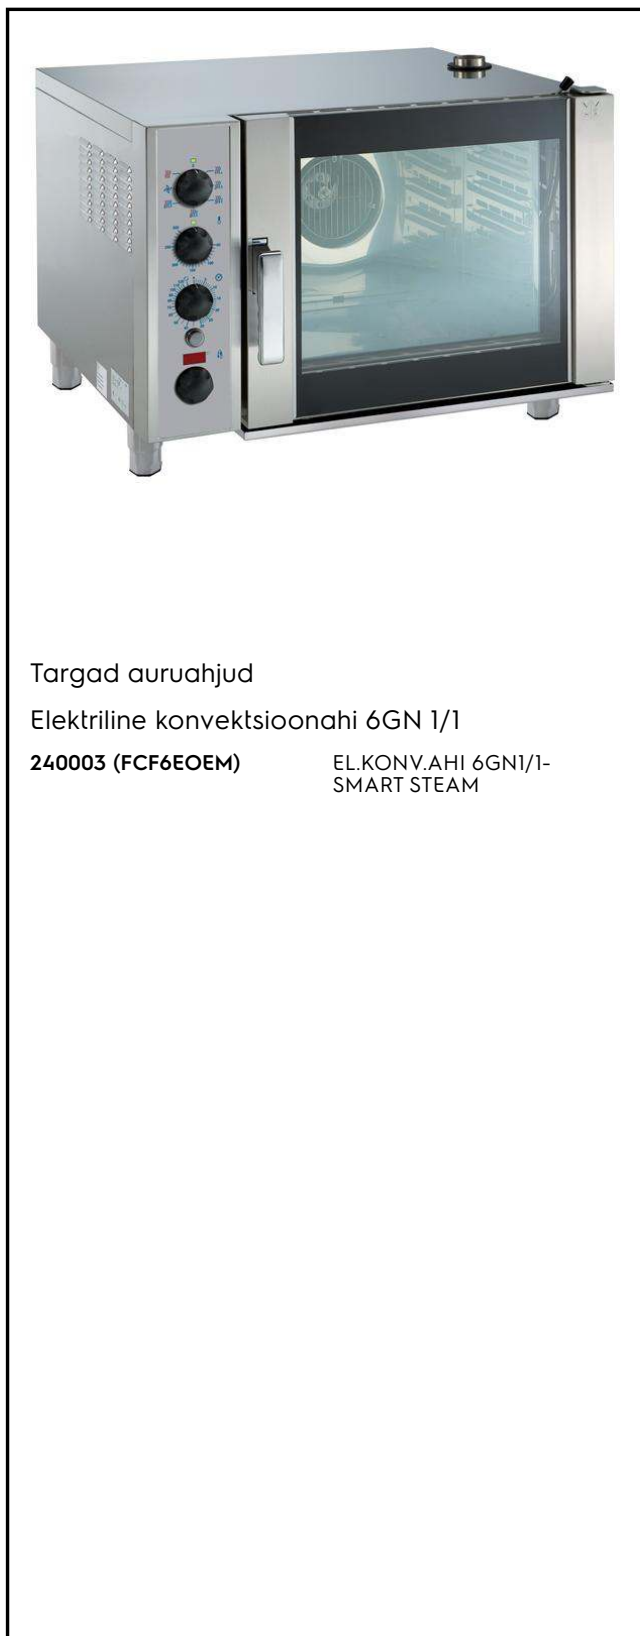 Targad auruahjud
Elektriline konvektsioonahi 6GN 1/1
240003 (FCF6EOEM)
EL.KONV.AHI 6GN1/1-
SMART STEAM